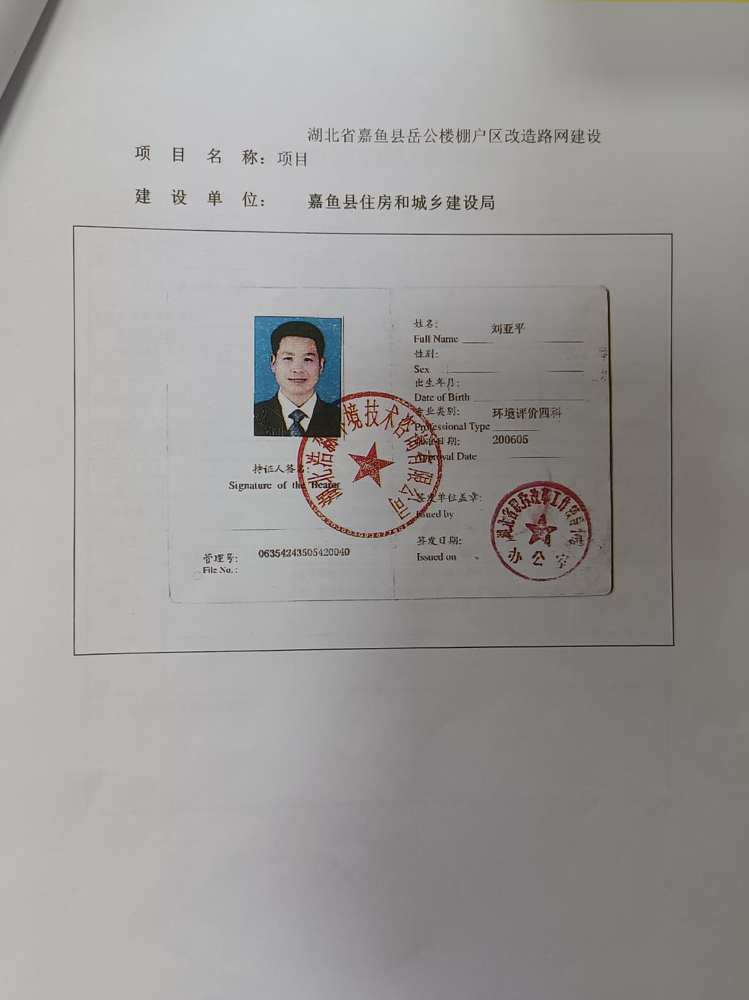 湖北省嘉鱼县岳公楼棚户区改造路网建设
项目名称：项目
建设单位： 嘉鱼县住房和城乡建设局
姓名： 刘亚平
Full Name
性别：
Sex
出生年月：
Date of Birth
专业类别： 环境评价四科
Professional Type
批准日期： 200605
Approval Date
持证人签名：
Signature of the Bearer
签发单位盖章：
Issued by
签发日期：
Issued on
管理号： 06354243505420040
File No.:
湖北浩淼环境技术咨询有限公司
湖北省职称改革工作领导小组
办公室